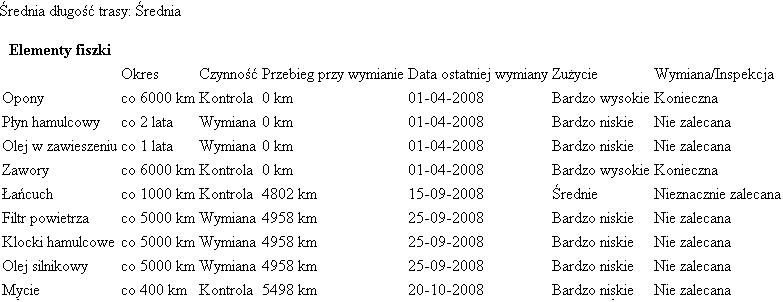 Średnia długość trasy: Średnia
Elementy fiszki
Okres Czynność Przebieg przy wymianie Data ostatniej wymiany Zużycie Wymiana/Inspekcja
Opony co 6000 km Kontrola 0 km 01-04-2008 Bardzo wysokie Konieczna
Płyn hamulcowy co 2 lata Wymiana 0 km 01-04-2008 Bardzo niskie Nie zalecana
Olej w zawieszeniu co 1 lata Wymiana 0 km 01-04-2008 Bardzo niskie Nie zalecana
Zawory co 6000 km Kontrola 0 km 01-04-2008 Bardzo wysokie Konieczna
Łańcuch co 1000 km Kontrola 4802 km 15-09-2008 Średnie Nieznacznie zalecana
Filtr powietrza co 5000 km Wymiana 4958 km 25-09-2008 Bardzo niskie Nie zalecana
Klocki hamulcowe co 5000 km Wymiana 4958 km 25-09-2008 Bardzo niskie Nie zalecana
Olej silnikowy co 5000 km Wymiana 4958 km 25-09-2008 Bardzo niskie Nie zalecana
Mycie co 400 km Kontrola 5498 km 20-10-2008 Bardzo niskie Nie zalecana